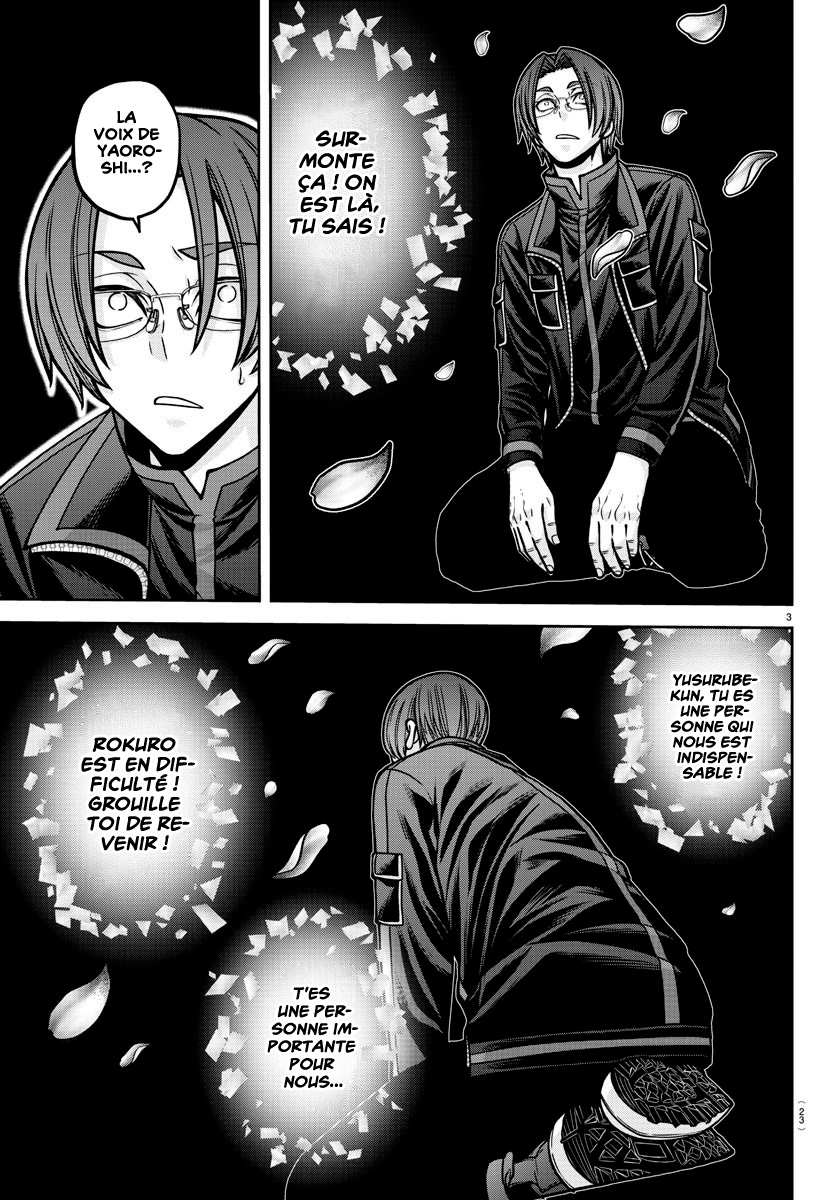 SUR-
MONTE
ÇA ! ON
EST LÀ,
TU SAIS !
LA
VOIX DE
YAORO-
SHI...?
3
YUSURUBE-
KUN, TU ES
UNE PER-
SONNE QUI
NOUS EST
INDISPEN-
SABLE !
ROKURO
EST EN DIF-
FICULTÉ !
GROUILLE
TOI DE RE-
VENIR !
T'ES
UNE PER-
SONNE IM-
PORTANTE
POUR
NOUS...
(23)